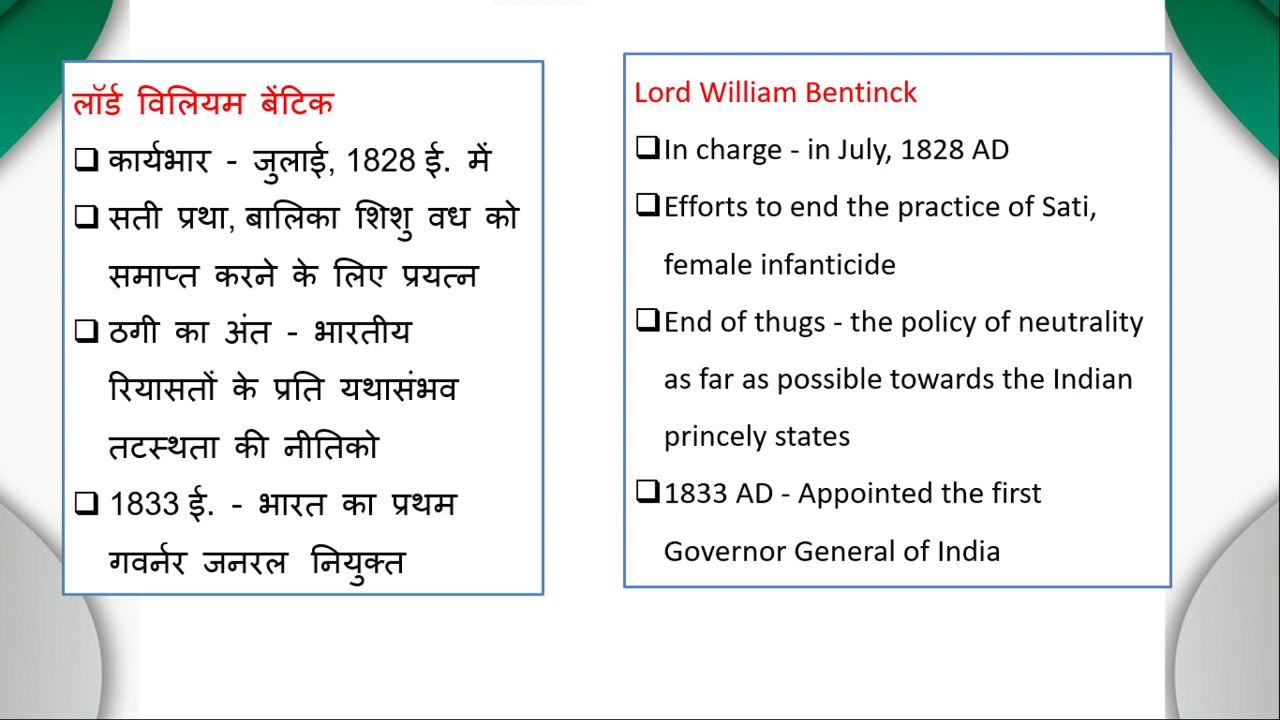 लॉर्ड विलियम बेंटिक
❑ कार्यभार - जुलाई, 1828 ई. में
❑ सती प्रथा, बालिका शिशु वध को
समाप्त करने के लिए प्रयत्न
❑ ठगी का अंत - भारतीय
रियासतों के प्रति यथासंभव
तटस्थता की नीतिको
❑ 1833 ई. - भारत का प्रथम
गवर्नर जनरल नियुक्त
Lord William Bentinck
❑In charge - in July, 1828 AD
❑Efforts to end the practice of Sati,
female infanticide
❑End of thugs - the policy of neutrality
as far as possible towards the Indian
princely states
❑1833 AD - Appointed the first
Governor General of India